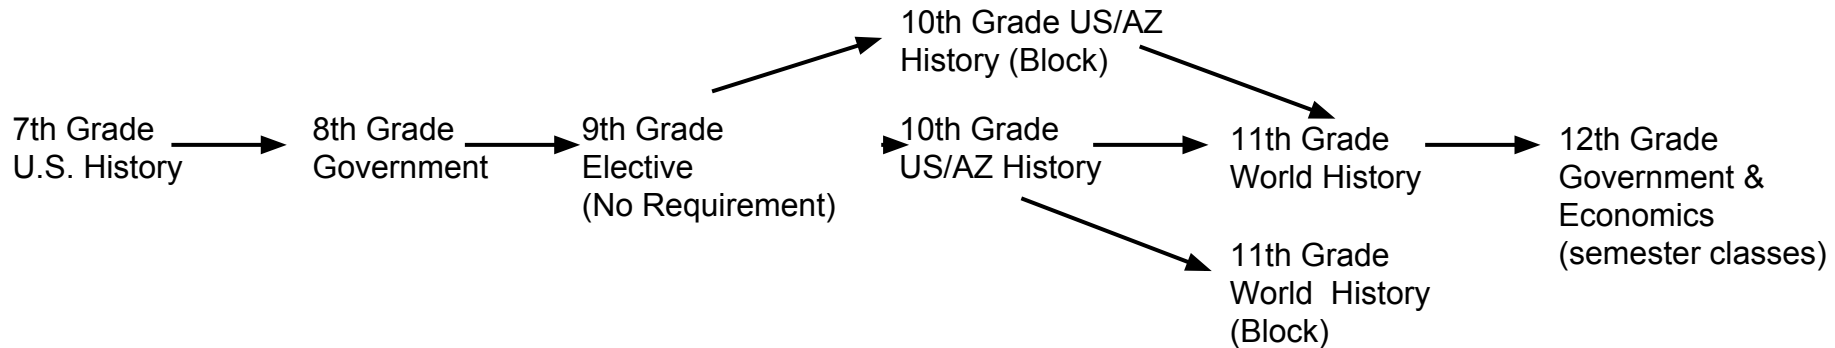 10th Grade US/AZ
History (Block)
7th Grade
U.S. History
8th Grade
Government
9th Grade
Elective
(No Requirement)
10th Grade
US/AZ History
11th Grade
World History
12th Grade
Government &
Economics
(semester classes)
11th Grade
World  History
(Block)